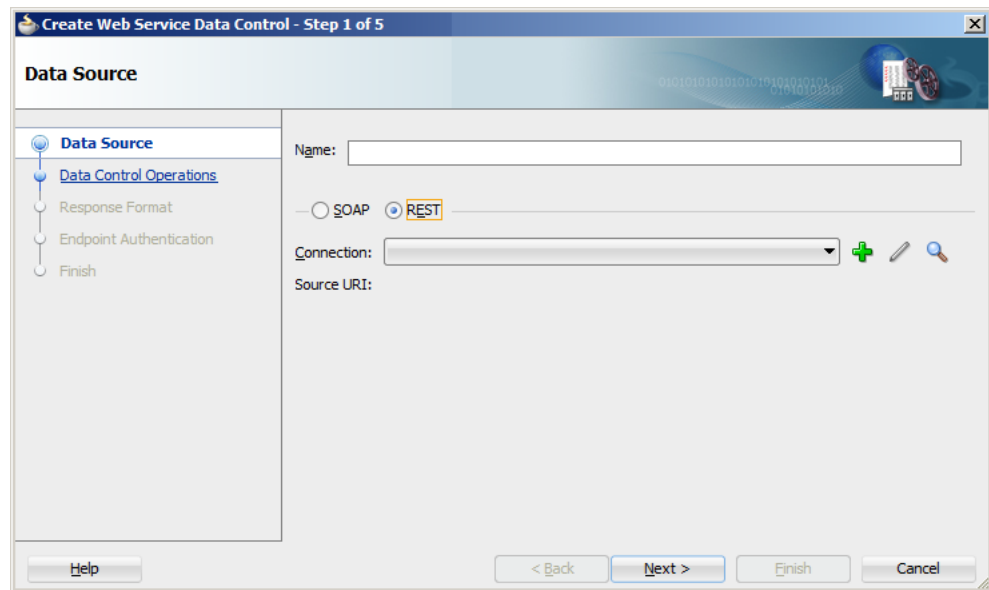 Create Web Service Data Control - Step 1 of 5
Data Source
Data Source
Data Control Operations
Response Format
Endpoint Authentication
Finish
Name:
SOAP REST
Connection:
Source URI:
Help < Back Next > Finish Cancel